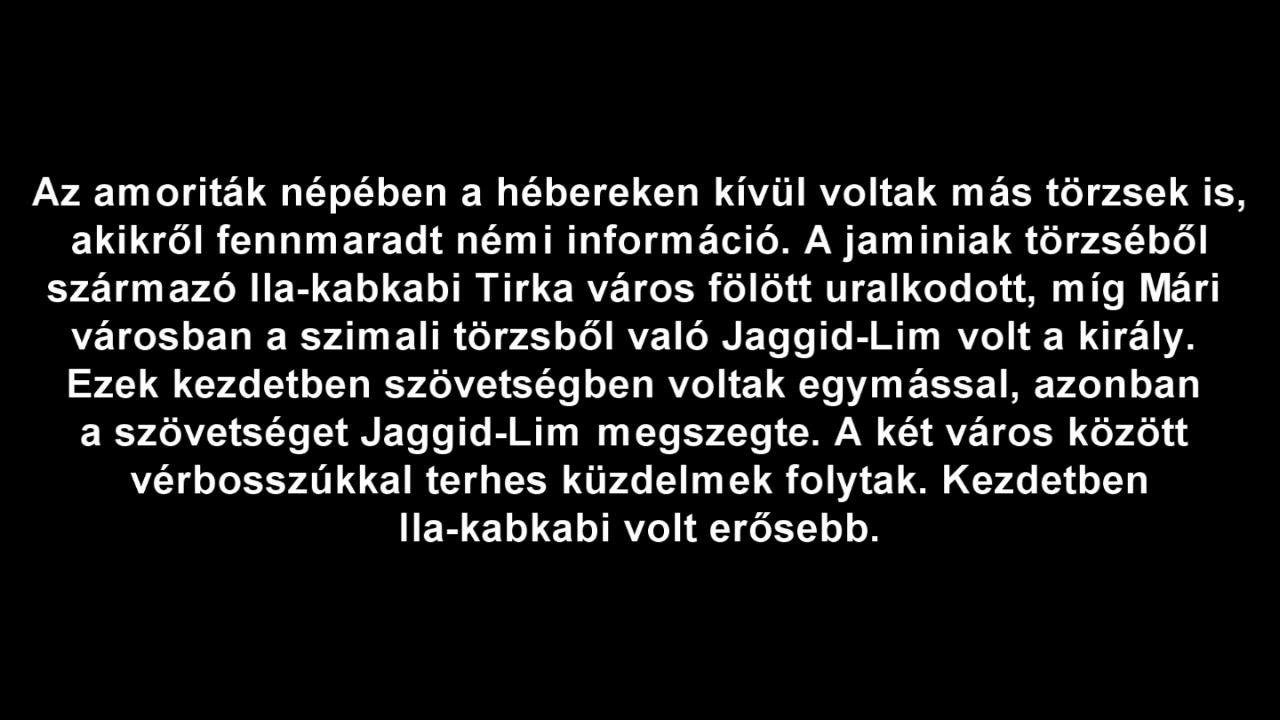 Az amoriták népében a hébereken kívül voltak más törzsek is,
akikről fennmaradt némi információ. A jaminiak törzséből
származó Ila-kabkabi Tirka város fölött uralkodott, míg Mári
városban a szimali törzsből való Jaggid-Lim volt a király.
Ezek kezdetben szövetségben voltak egymással, azonban
a szövetséget Jaggid-Lim megszegte. A két város között
vérbosszúkkal terhes küzdelmek folytak. Kezdetben
Ila-kabkabi volt erősebb.